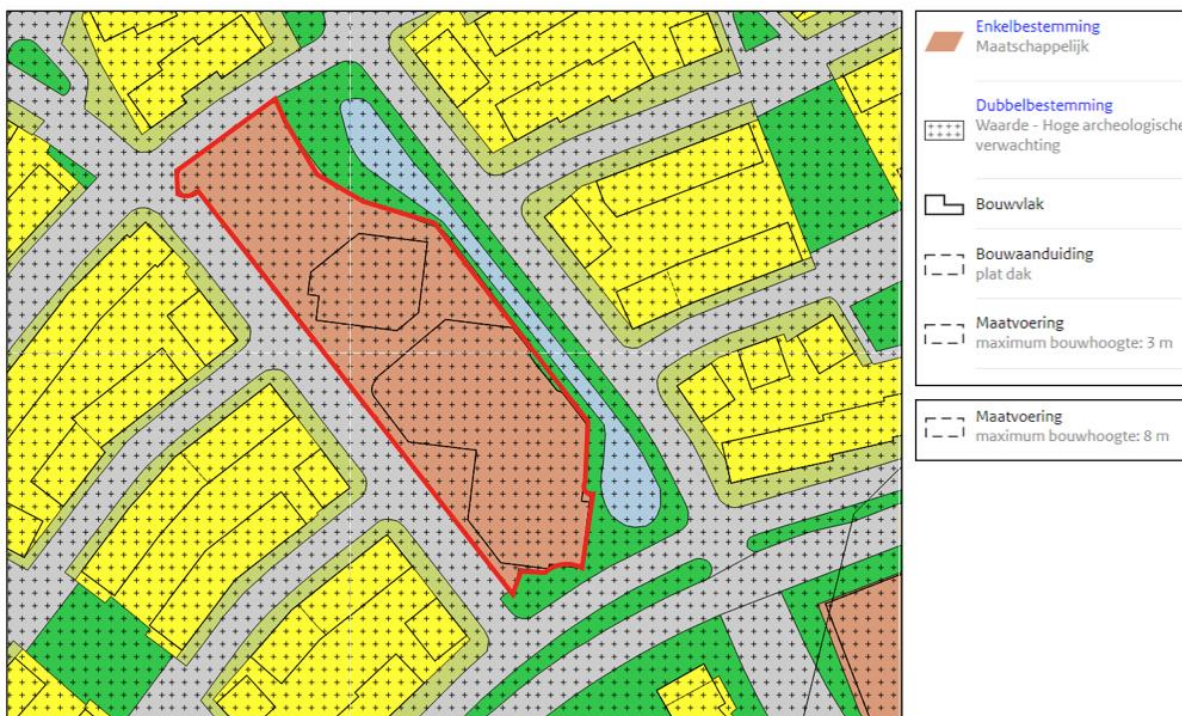 Enkelbestemming
Maatschappelijk
Dubbelbestemming
Waarde - Hoge archeologische
verwachting
Bouwvlak
Bouwaanduiding
plat dak
Maatvoering
maximum bouwhoogte: 3 m
Maatvoering
maximum bouwhoogte: 8 m